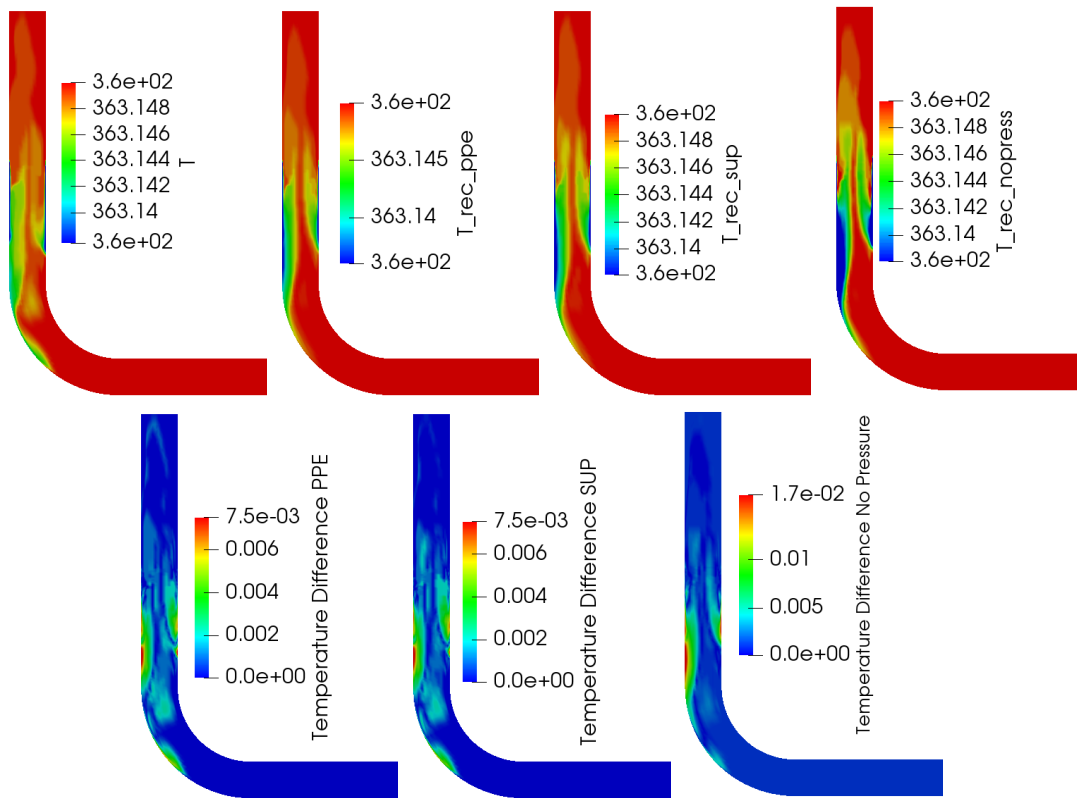 3.6e+02
363.148
363.146
363.144
363.142
363.14
3.6e+02
T
3.6e+02
363.145
363.14
3.6e+02
T_rec_ppe
3.6e+02
363.148
363.146
363.144
363.142
363.14
3.6e+02
T_rec_sup
3.6e+02
363.148
363.146
363.144
363.142
363.14
3.6e+02
T_rec_nopress
7.5e-03
0.006
0.004
0.002
0.0e+00
Temperature Difference PPE
7.5e-03
0.006
0.004
0.002
0.0e+00
Temperature Difference SUP
1.7e-02
0.01
0.005
0.0e+00
Temperature Difference No Pressure